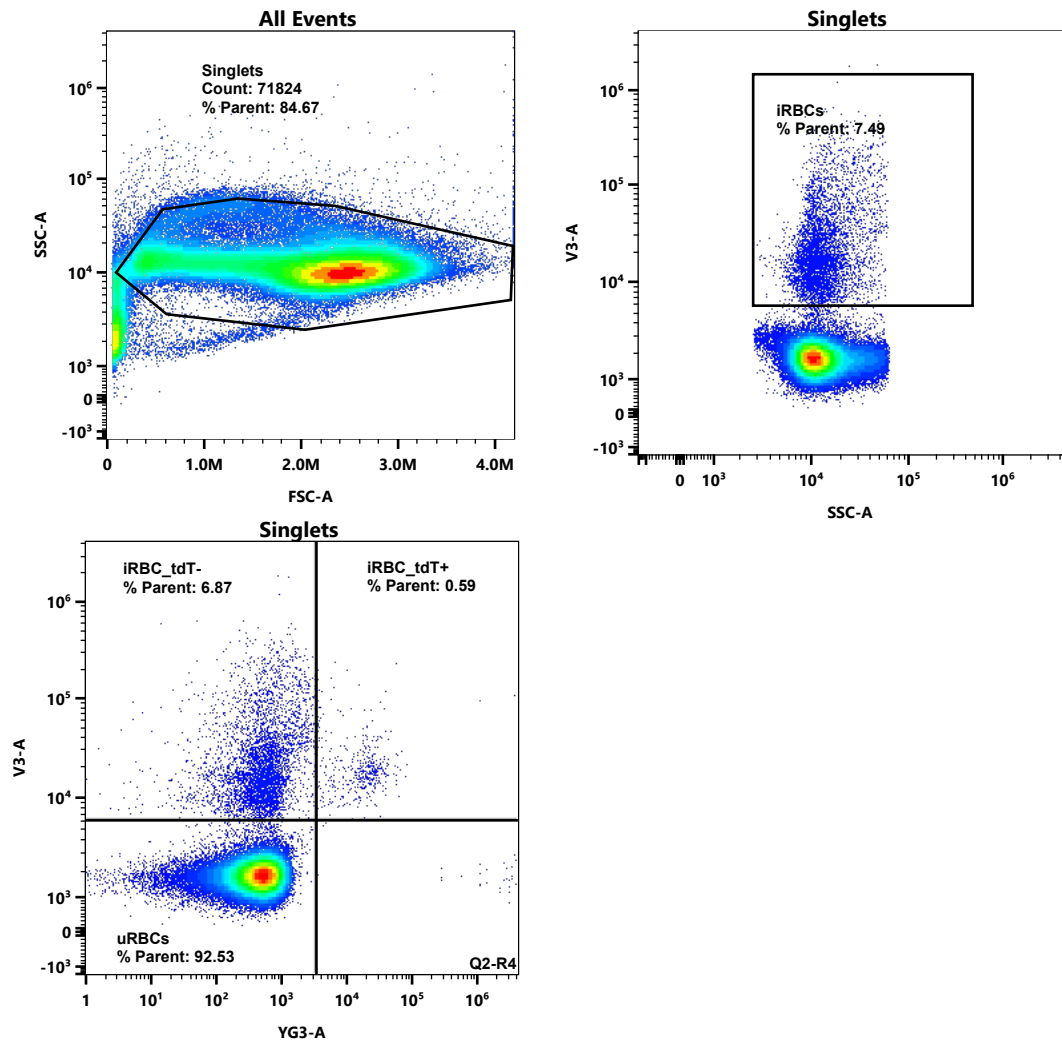 All Events
Singlets
Count: 71824
% Parent: 84.67
10⁶
10⁵
10⁴
10³
0
-10³
SSC-A
0
1.0M
2.0M
3.0M
4.0M
FSC-A
Singlets
iRBCs
% Parent: 7.49
10⁶
10⁵
10⁴
10³
0
-10³
V3-A
0
10³
10⁴
10⁵
10⁶
SSC-A
Singlets
iRBC_tdT-
% Parent: 6.87
iRBC_tdT+
% Parent: 0.59
10⁶
10⁵
10⁴
10³
0
-10³
V3-A
uRBCs
% Parent: 92.53
Q2-R4
1
10¹
10²
10³
10⁴
10⁵
10⁶
YG3-A